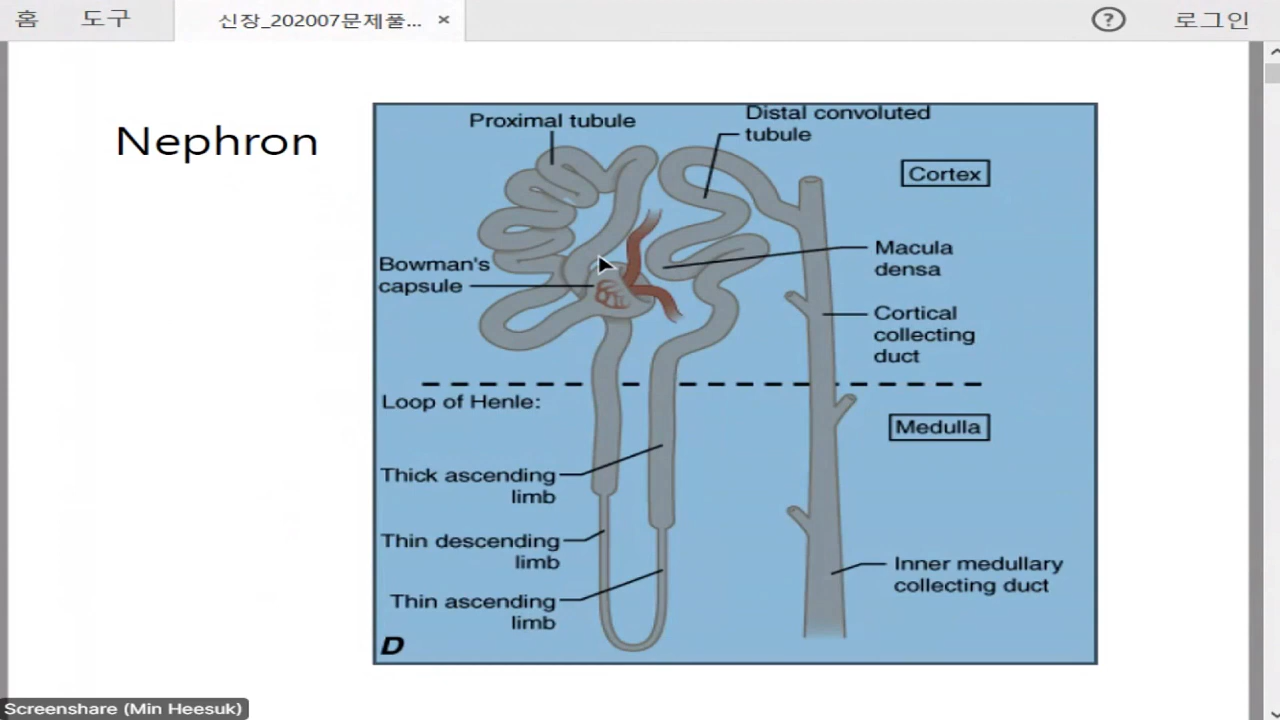 홈
도구
신장_202007문제풀...
×
?
로그인
Nephron
Proximal tubule
Distal convoluted
tubule
Cortex
Bowman's
capsule
Macula
densa
Cortical
collecting
duct
Loop of Henle:
Medulla
Thick ascending
limb
Thin descending
limb
Thin ascending
limb
Inner medullary
collecting duct
D
Screenshare (Min Heesuk)